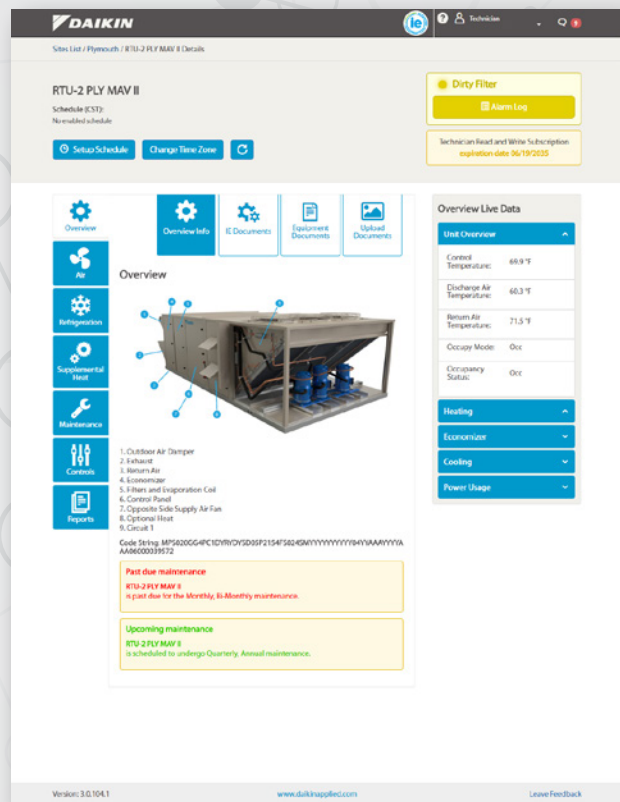 DAIKIN
ie
Technician
9
Sites List / Plymouth / RTU-2 PLY MAV II Details
RTU-2 PLY MAV II
Schedule (CST):
No enabled schedule
Setup Schedule
Change Time Zone
Dirty Filter
Alarm Log
Technician Read and Write Subscription
expiration date 06/19/2035
Overview
Air
Refrigeration
Supplemental
Heat
Maintenance
Controls
Reports
Overview Info
IE Documents
Equipment
Documents
Upload
Documents
Overview
1. Outdoor Air Damper
2. Exhaust
3. Return Air
4. Economizer
5. Filters and Evaporation Coil
6. Control Panel
7. Opposite Side Supply Air Fan
8. Optional Heat
9. Circuit 1
Code String:
Past due maintenance
RTU-2 PLY MAV II
is past due for the Monthly, Bi-Monthly maintenance.
Upcoming maintenance
RTU-2 PLY MAV II
is scheduled to undergo Quarterly, Annual maintenance.
Overview Live Data
Unit Overview
Control
Temperature: 69.9 °F
Discharge Air
Temperature: 60.3 °F
Return Air
Temperature: 71.5 °F
Occupy Mode: Occ
Occupancy
Status: Occ
Heating
Economizer
Cooling
Power Usage
Version: 3.0.104.1
www.daikinapplied.com
Leave Feedback